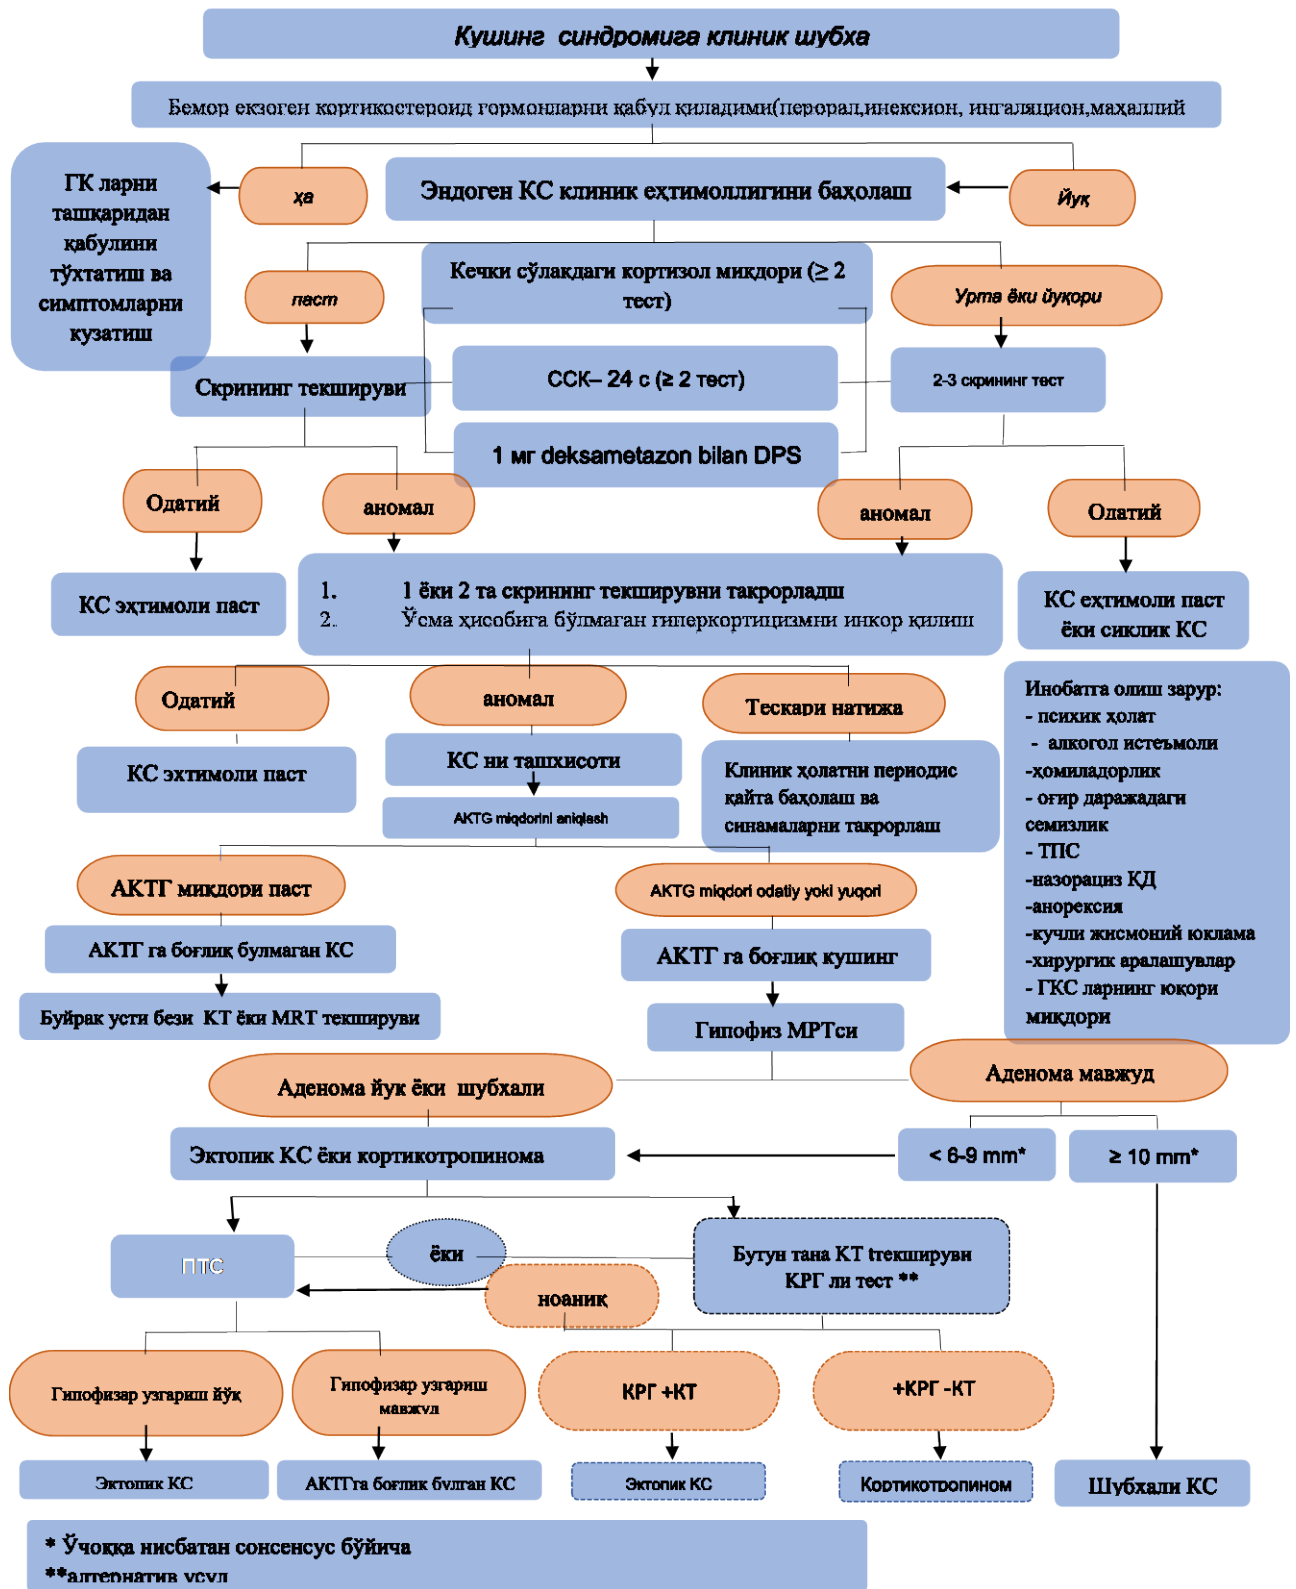 Кушинг синдромига клиник шубха
Бемор екзоген кортикостероид гормонларни қабул қиладими(перорал,инексион, ингаляцион,маҳаллий
ГК ларни
ташқаридан
қабулини
тўхтатиш ва
симптомларни
кузатиш
ҳа
Эндоген КС клиник еҳтимоллигини баҳолаш
Йуқ
паст
Кечки сўлакдаги кортизол миқдори (≥ 2
тест)
Урта ёки йуқори
Скрининг текшируви
ССК– 24 с (≥ 2 тест)
2-3 скрининг тест
1 мг deksametazon bilan DPS
Одатий
аномал
аномал
Одатий
КС эҳтимоли паст
1. 1 ёки 2 та скрининг текширувни такрорладш
2. Ўсма ҳисобига бўлмаган гиперкортицизмни инкор қилиш
КС еҳтимоли паст
ёки сиклик КС
Одатий
аномал
Тескари натижа
КС эхтимоли паст
КС ни ташхисоти
AKTG miqdorini aniqlash
Клиник ҳолатни периодис
қайта баҳолаш ва
синамаларни такрорлаш
Инобатга олиш зарур:
- психик ҳолат
- алкогол истеъмоли
-ҳомиладорлик
- оғир даражадаги
семизлик
- ТПС
-назорациз ҚД
-анорексия
-кучли жисмоний юклама
-хирургик аралашувлар
- ГКС ларнинг юқори
миқдори
АКТГ миқдори паст
AKTG miqdori odatiy yoki yuqori
АКТГ га боғлиқ булмаган КС
АКТГ га боғлиқ кушинг
Буйрак усти бези КТ ёки MRT текшируви
Гипофиз МРТси
Аденома йук ёки шубхали
Аденома мавжуд
Эктопик КС ёки кортикотропинома
< 6-9 mm*
≥ 10 mm*
ПТС
ёки
Бутун тана КТ tтекшируви
КРГ ли тест **
ноаниқ
Гипофизар узгариш йўқ
Гипофизар узгариш
мавжул
КРГ +КТ
+КРГ -КТ
Эктопик КС
АКТГга боғлик булган КС
Эктопик КС
Кортикотропином
Шубхали КС
* Ўчоққа нисбатан сонсенсус бўйича
**алтернатив усул